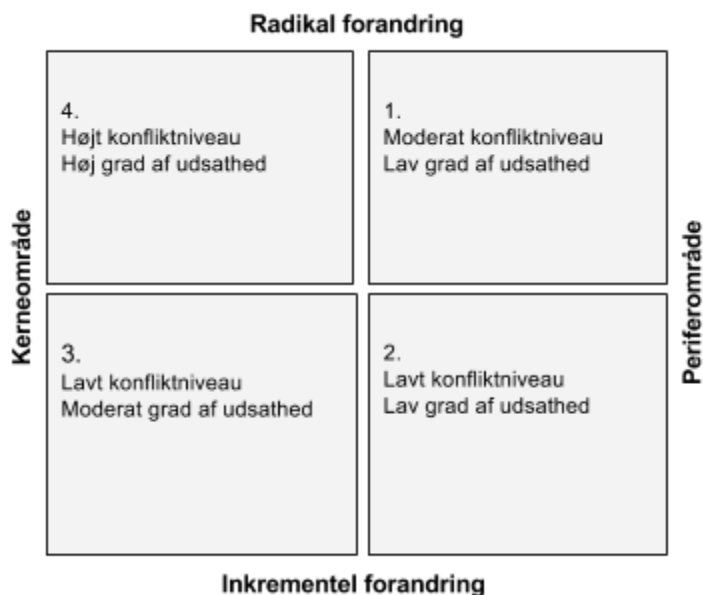 Radikal forandring
4.
Højt konfliktniveau
Høj grad af udsathed
1.
Moderat konfliktniveau
Lav grad af udsathed
Kerneområde
Periferområde
3.
Lavt konfliktniveau
Moderat grad af udsathed
2.
Lavt konfliktniveau
Lav grad af udsathed
Inkrementel forandring